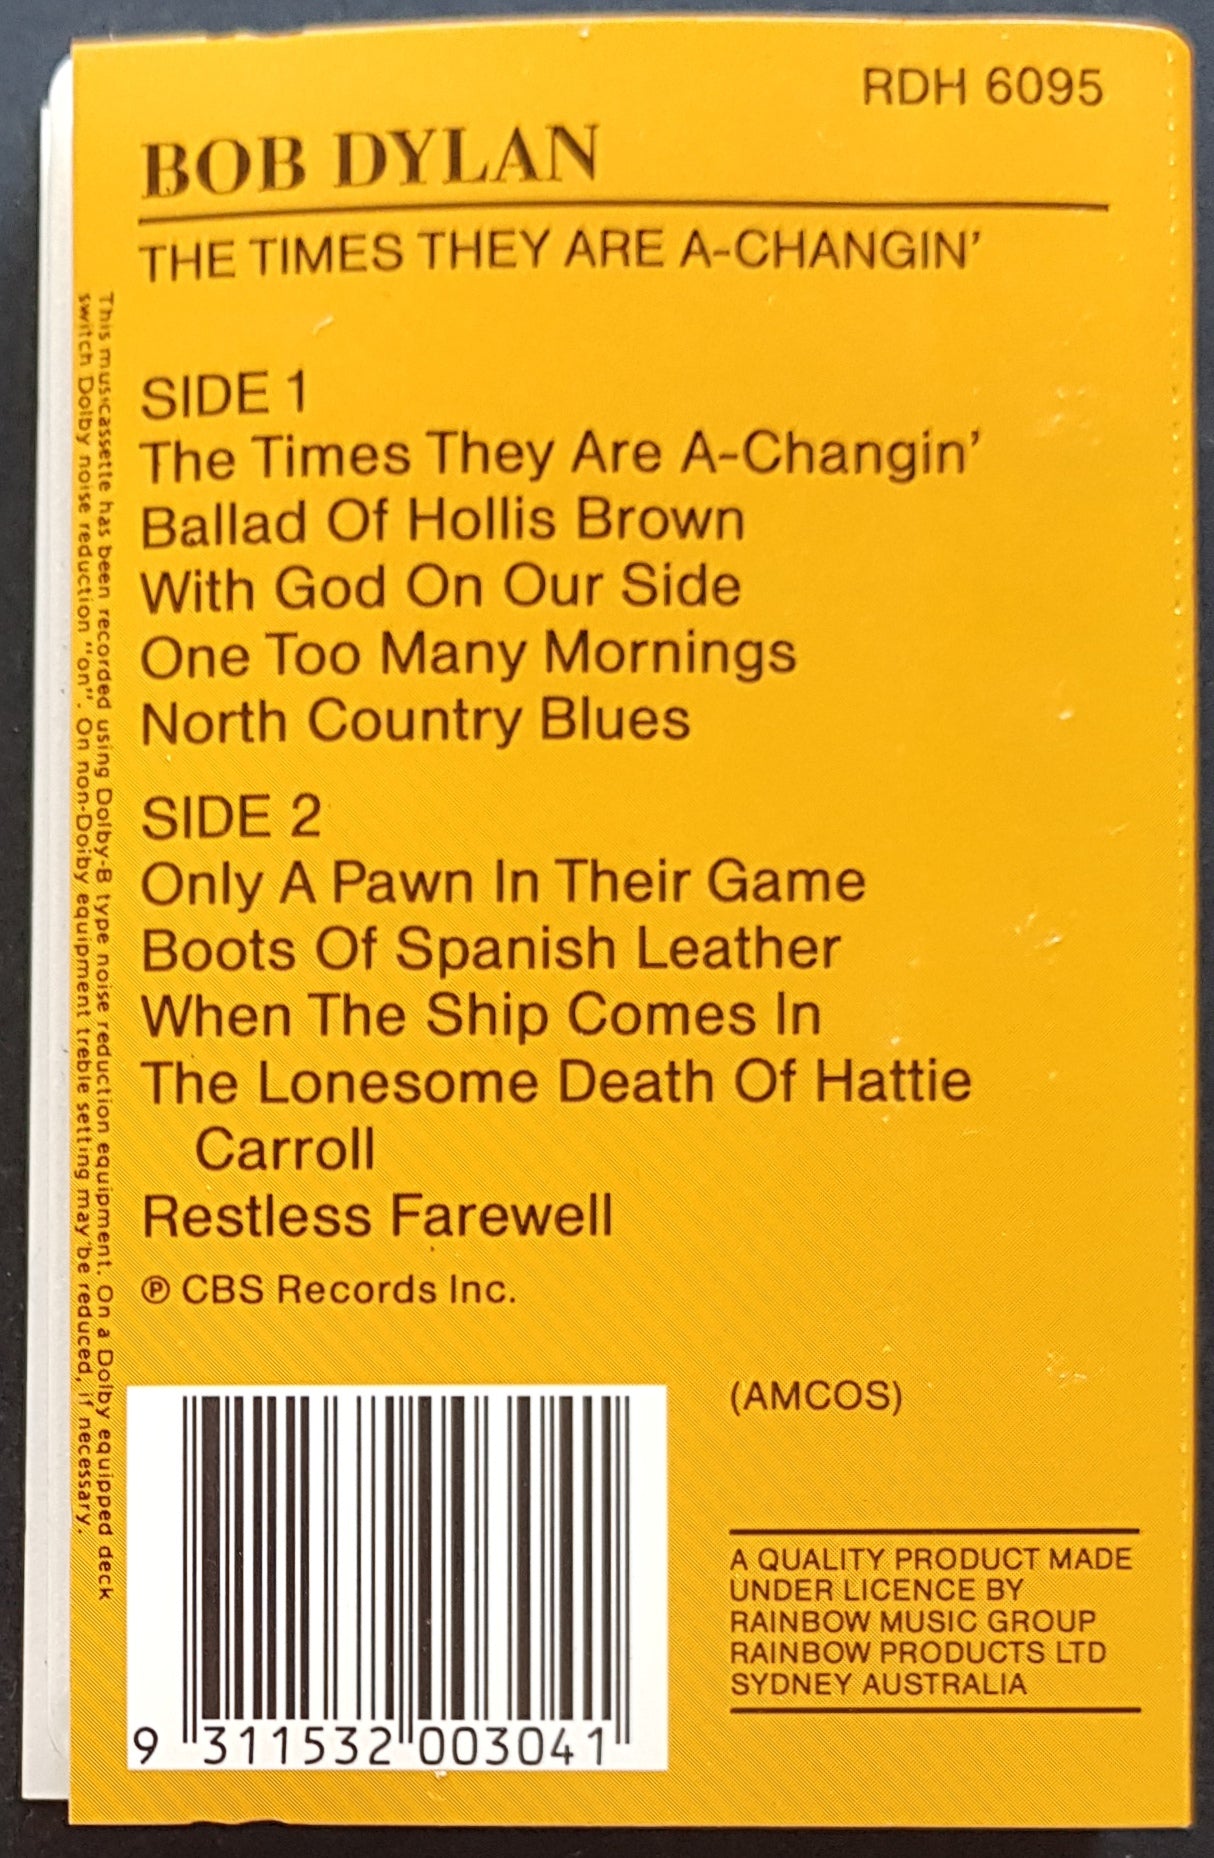 RDH 6095
BOB DYLAN
THE TIMES THEY ARE A-CHANGIN'
SIDE 1
The Times They Are A-Changin'
Ballad Of Hollis Brown
With God On Our Side
One Too Many Mornings
North Country Blues
SIDE 2
Only A Pawn In Their Game
Boots Of Spanish Leather
When The Ship Comes In
The Lonesome Death Of Hattie
Carroll
Restless Farewell
℗ CBS Records Inc.
(AMCOS)
A QUALITY PRODUCT MADE
UNDER LICENCE BY
RAINBOW MUSIC GROUP
RAINBOW PRODUCTS LTD
SYDNEY AUSTRALIA
9 311532 003041
This musicassette has been recorded using Dolby-B type noise reduction equipment. On a Dolby equipped deck
switch Dolby noise reduction "on". On non-Dolby equipment treble setting may be reduced, if necessary.